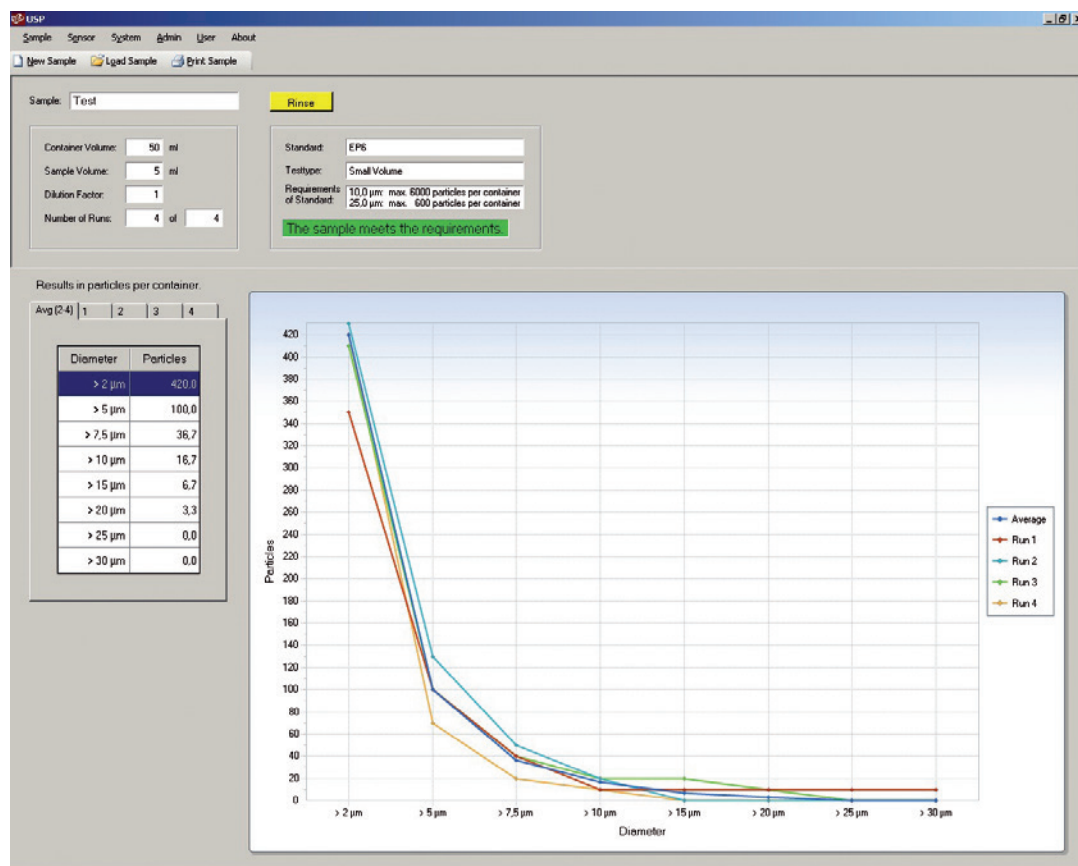 USP
Sample Sensor System Admin User About
New Sample Load Sample Print Sample
Sample: Test
Rinse
Container Volume: 50 ml
Sample Volume: 5 ml
Dilution Factor: 1
Number of Runs: 4 of 4
Standard: EP6
Testtype: Small Volume
Requirements of Standard:
10,0 µm: max. 6000 particles per container
25,0 µm: max. 600 particles per container
The sample meets the requirements.
Results in particles per container.
Avg (2-4) 1 2 3 4
Diameter Particles
> 2 µm 420,0
> 5 µm 100,0
> 7,5 µm 36,7
> 10 µm 16,7
> 15 µm 6,7
> 20 µm 3,3
> 25 µm 0,0
> 30 µm 0,0
Particles
420
400
380
360
340
320
300
280
260
240
220
200
180
160
140
120
100
80
60
40
20
0
> 2 µm > 5 µm > 7,5 µm > 10 µm > 15 µm > 20 µm > 25 µm > 30 µm
Diameter
Average
Run 1
Run 2
Run 3
Run 4